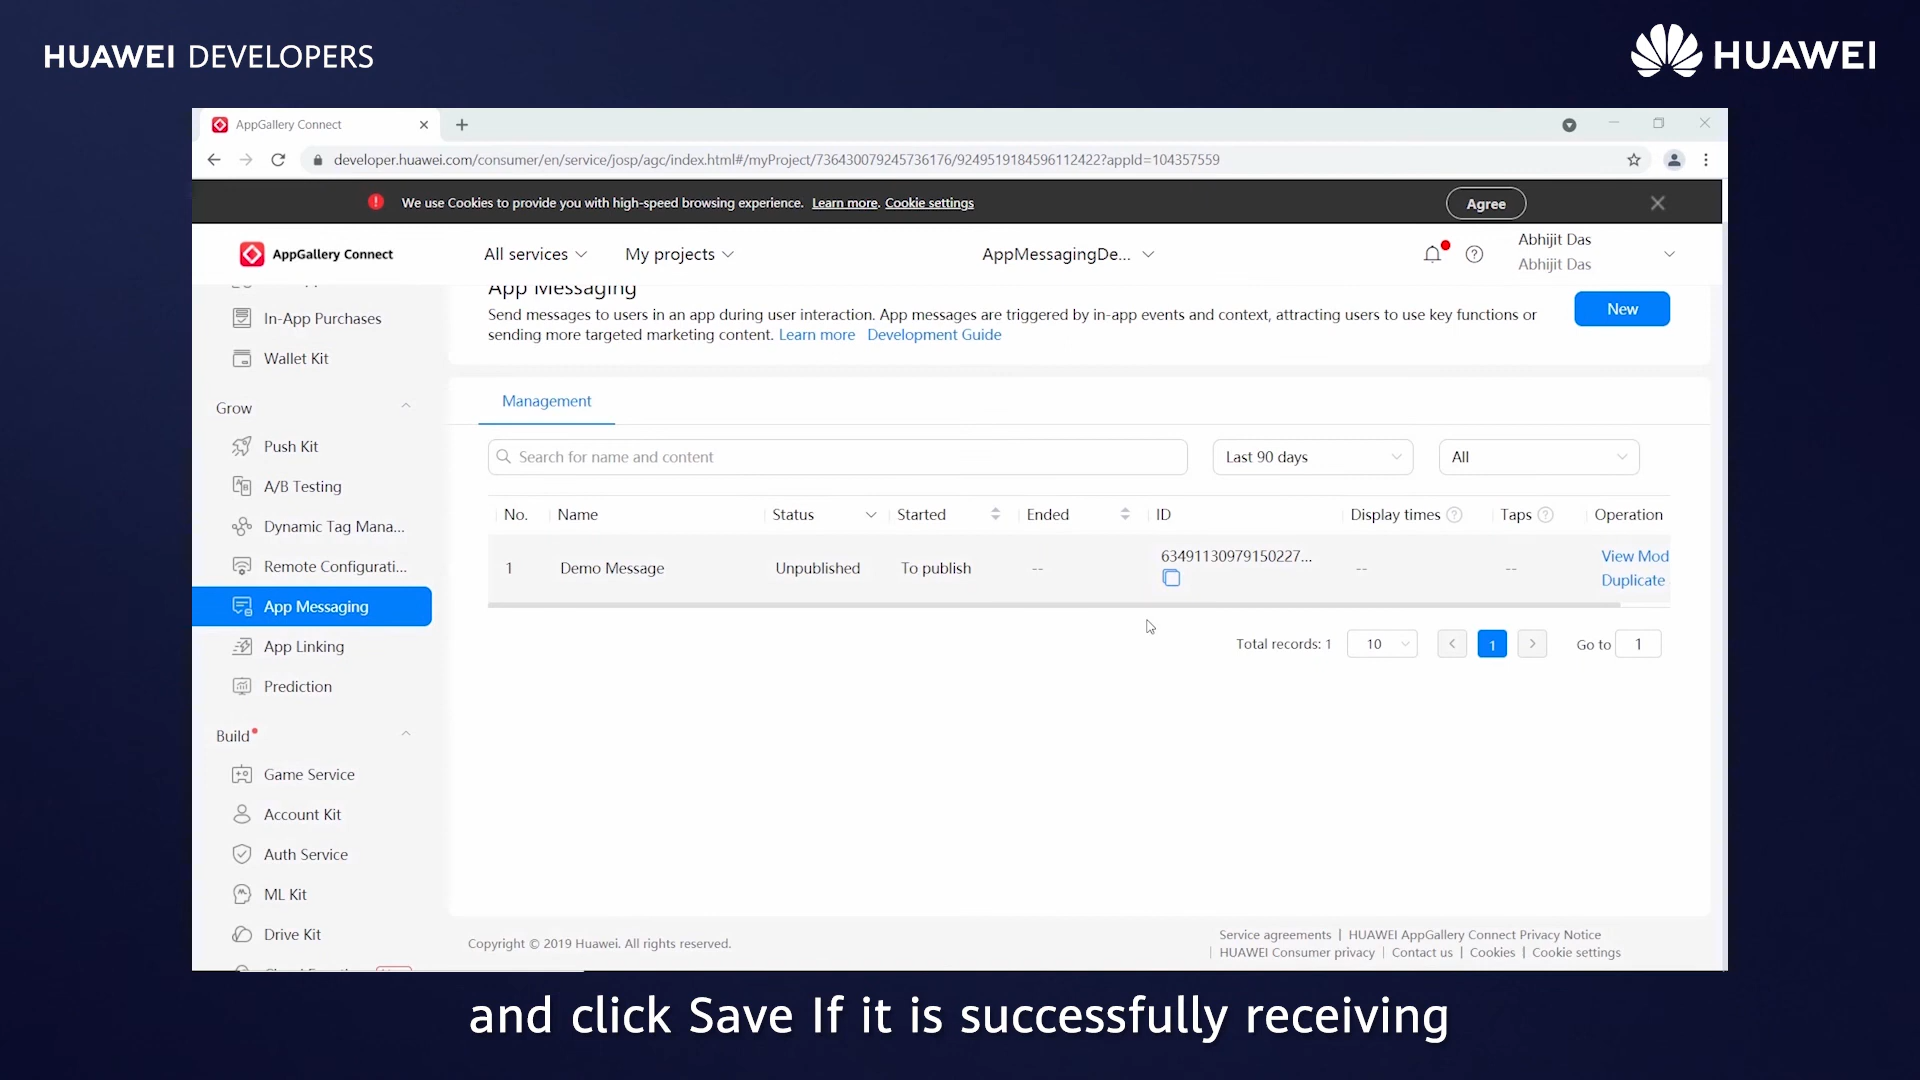 HUAWEI DEVELOPERS
HUAWEI
AppGallery Connect
developer.huawei.com/consumer/en/service/josp/agc/index.html#/myProject/736430079245736176/9249519184596112422?appId=104357559
We use Cookies to provide you with high-speed browsing experience. Learn more. Cookie settings
Agree
AppGallery Connect
All services
My projects
AppMessagingDe...
Abhijit Das
Abhijit Das
In-App Purchases
Wallet Kit
Grow
Push Kit
A/B Testing
Dynamic Tag Mana...
Remote Configurati...
App Messaging
App Linking
Prediction
Build
Game Service
Account Kit
Auth Service
ML Kit
Drive Kit
App Messaging
Send messages to users in an app during user interaction. App messages are triggered by in-app events and context, attracting users to use key functions or
sending more targeted marketing content. Learn more Development Guide
New
Management
Search for name and content
Last 90 days
All
No. Name Status Started Ended ID Display times Taps Operation
1 Demo Message Unpublished To publish -- 63491130979150227... -- -- View Mod
Duplicate
Total records: 1 10 < 1 > Go to 1
Copyright © 2019 Huawei. All rights reserved.
Service agreements | HUAWEI AppGallery Connect Privacy Notice
| HUAWEI Consumer privacy | Contact us | Cookies | Cookie settings
and click Save If it is successfully receiving